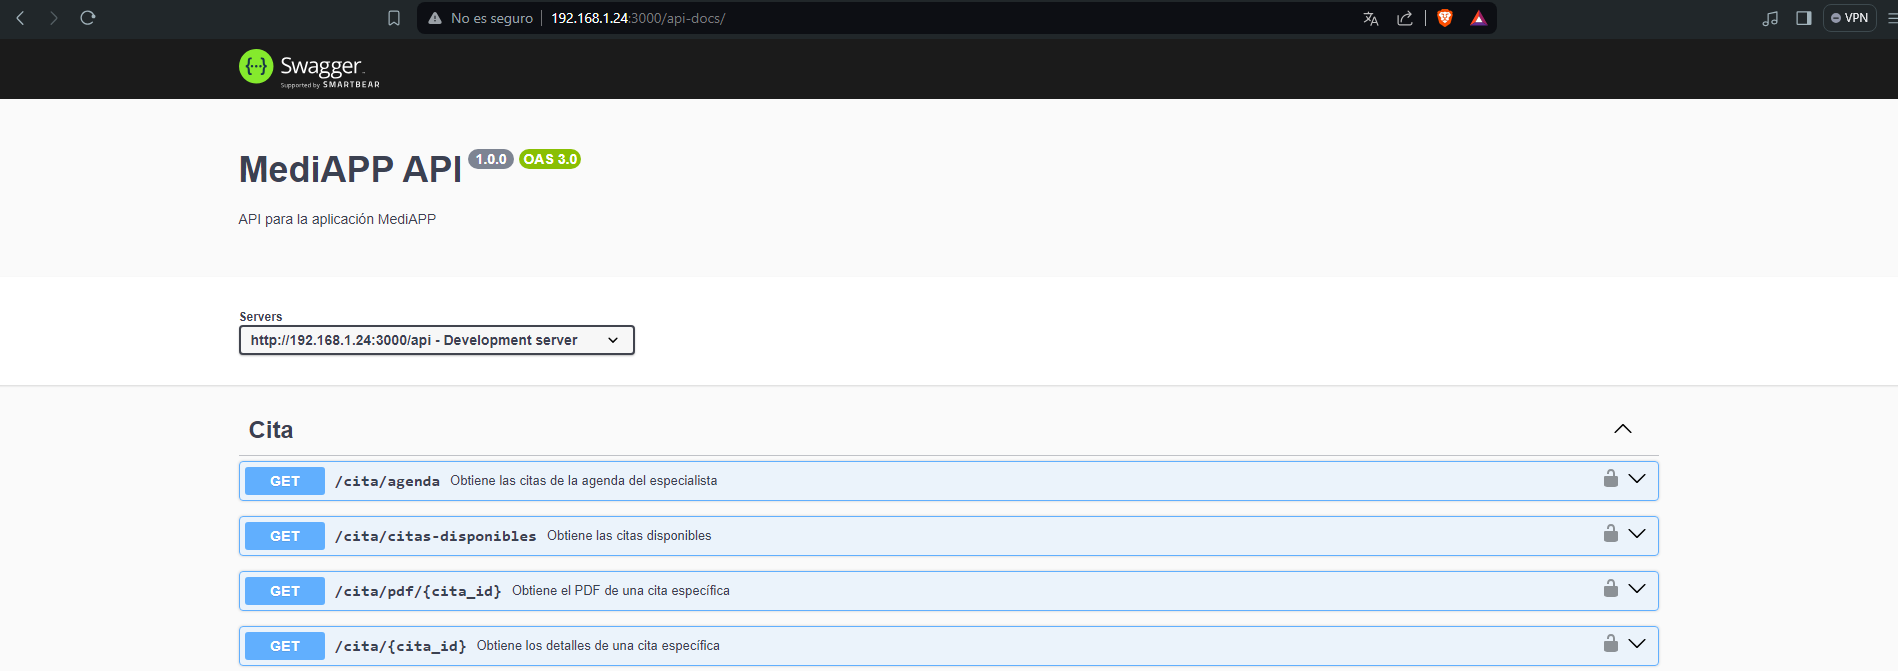 No es seguro 192.168.1.24:3000/api-docs/ VPN
{···} Swagger
Supported by SMARTBEAR
MediAPP API 1.0.0 OAS 3.0
API para la aplicación MediAPP
Servers
http://192.168.1.24:3000/api - Development server
Cita
GET /cita/agenda Obtiene las citas de la agenda del especialista
GET /cita/citas-disponibles Obtiene las citas disponibles
GET /cita/pdf/{cita_id} Obtiene el PDF de una cita específica
GET /cita/{cita_id} Obtiene los detalles de una cita específica